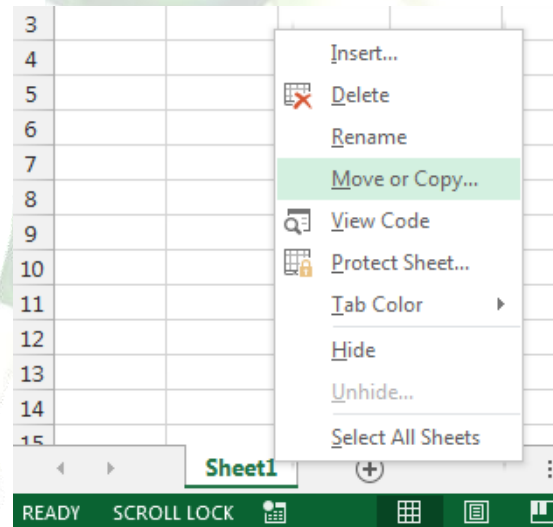 3
4
5
6
7
8
9
10
11
12
13
14
15
Insert...
Delete
Rename
Move or Copy...
View Code
Protect Sheet...
Tab Color
Hide
Unhide...
Select All Sheets
Sheet1
READY SCROLL LOCK